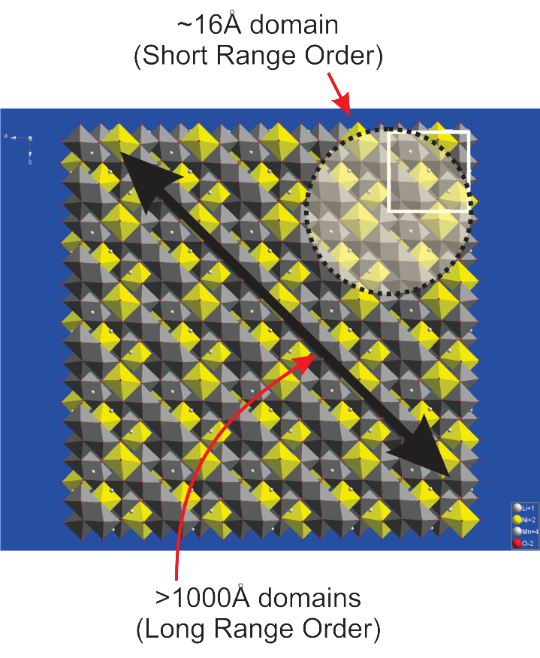 ~16Å domain
(Short Range Order)
a
b
Li+1
Ni+2
Mn+4
O-2
>1000Å domains
(Long Range Order)